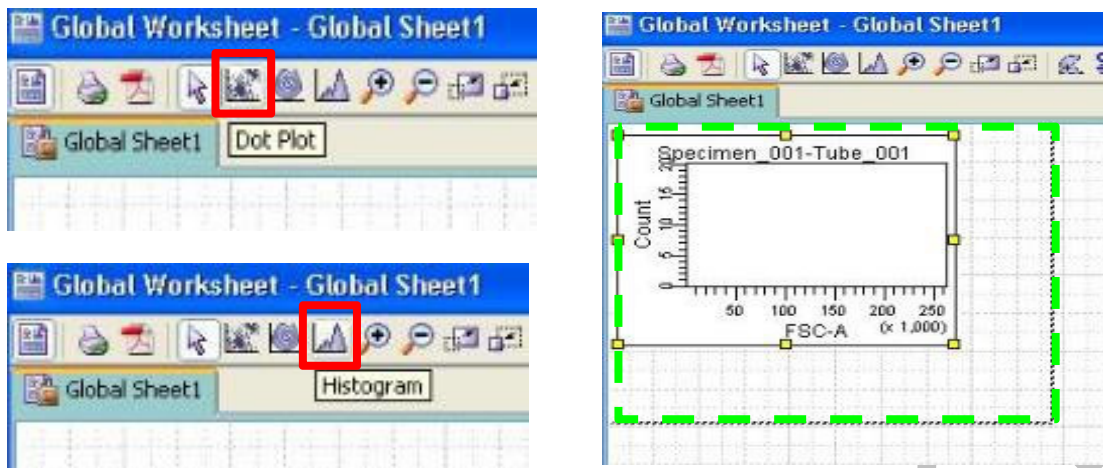 Global Worksheet - Global Sheet1
Global Sheet1
Dot Plot
Global Worksheet - Global Sheet1
Global Sheet1
Histogram
Global Worksheet - Global Sheet1
Global Sheet1
Specimen_001-Tube_001
Count
0 5 10 15 20
50 100 150 200 250
FSC-A
(x 1,000)